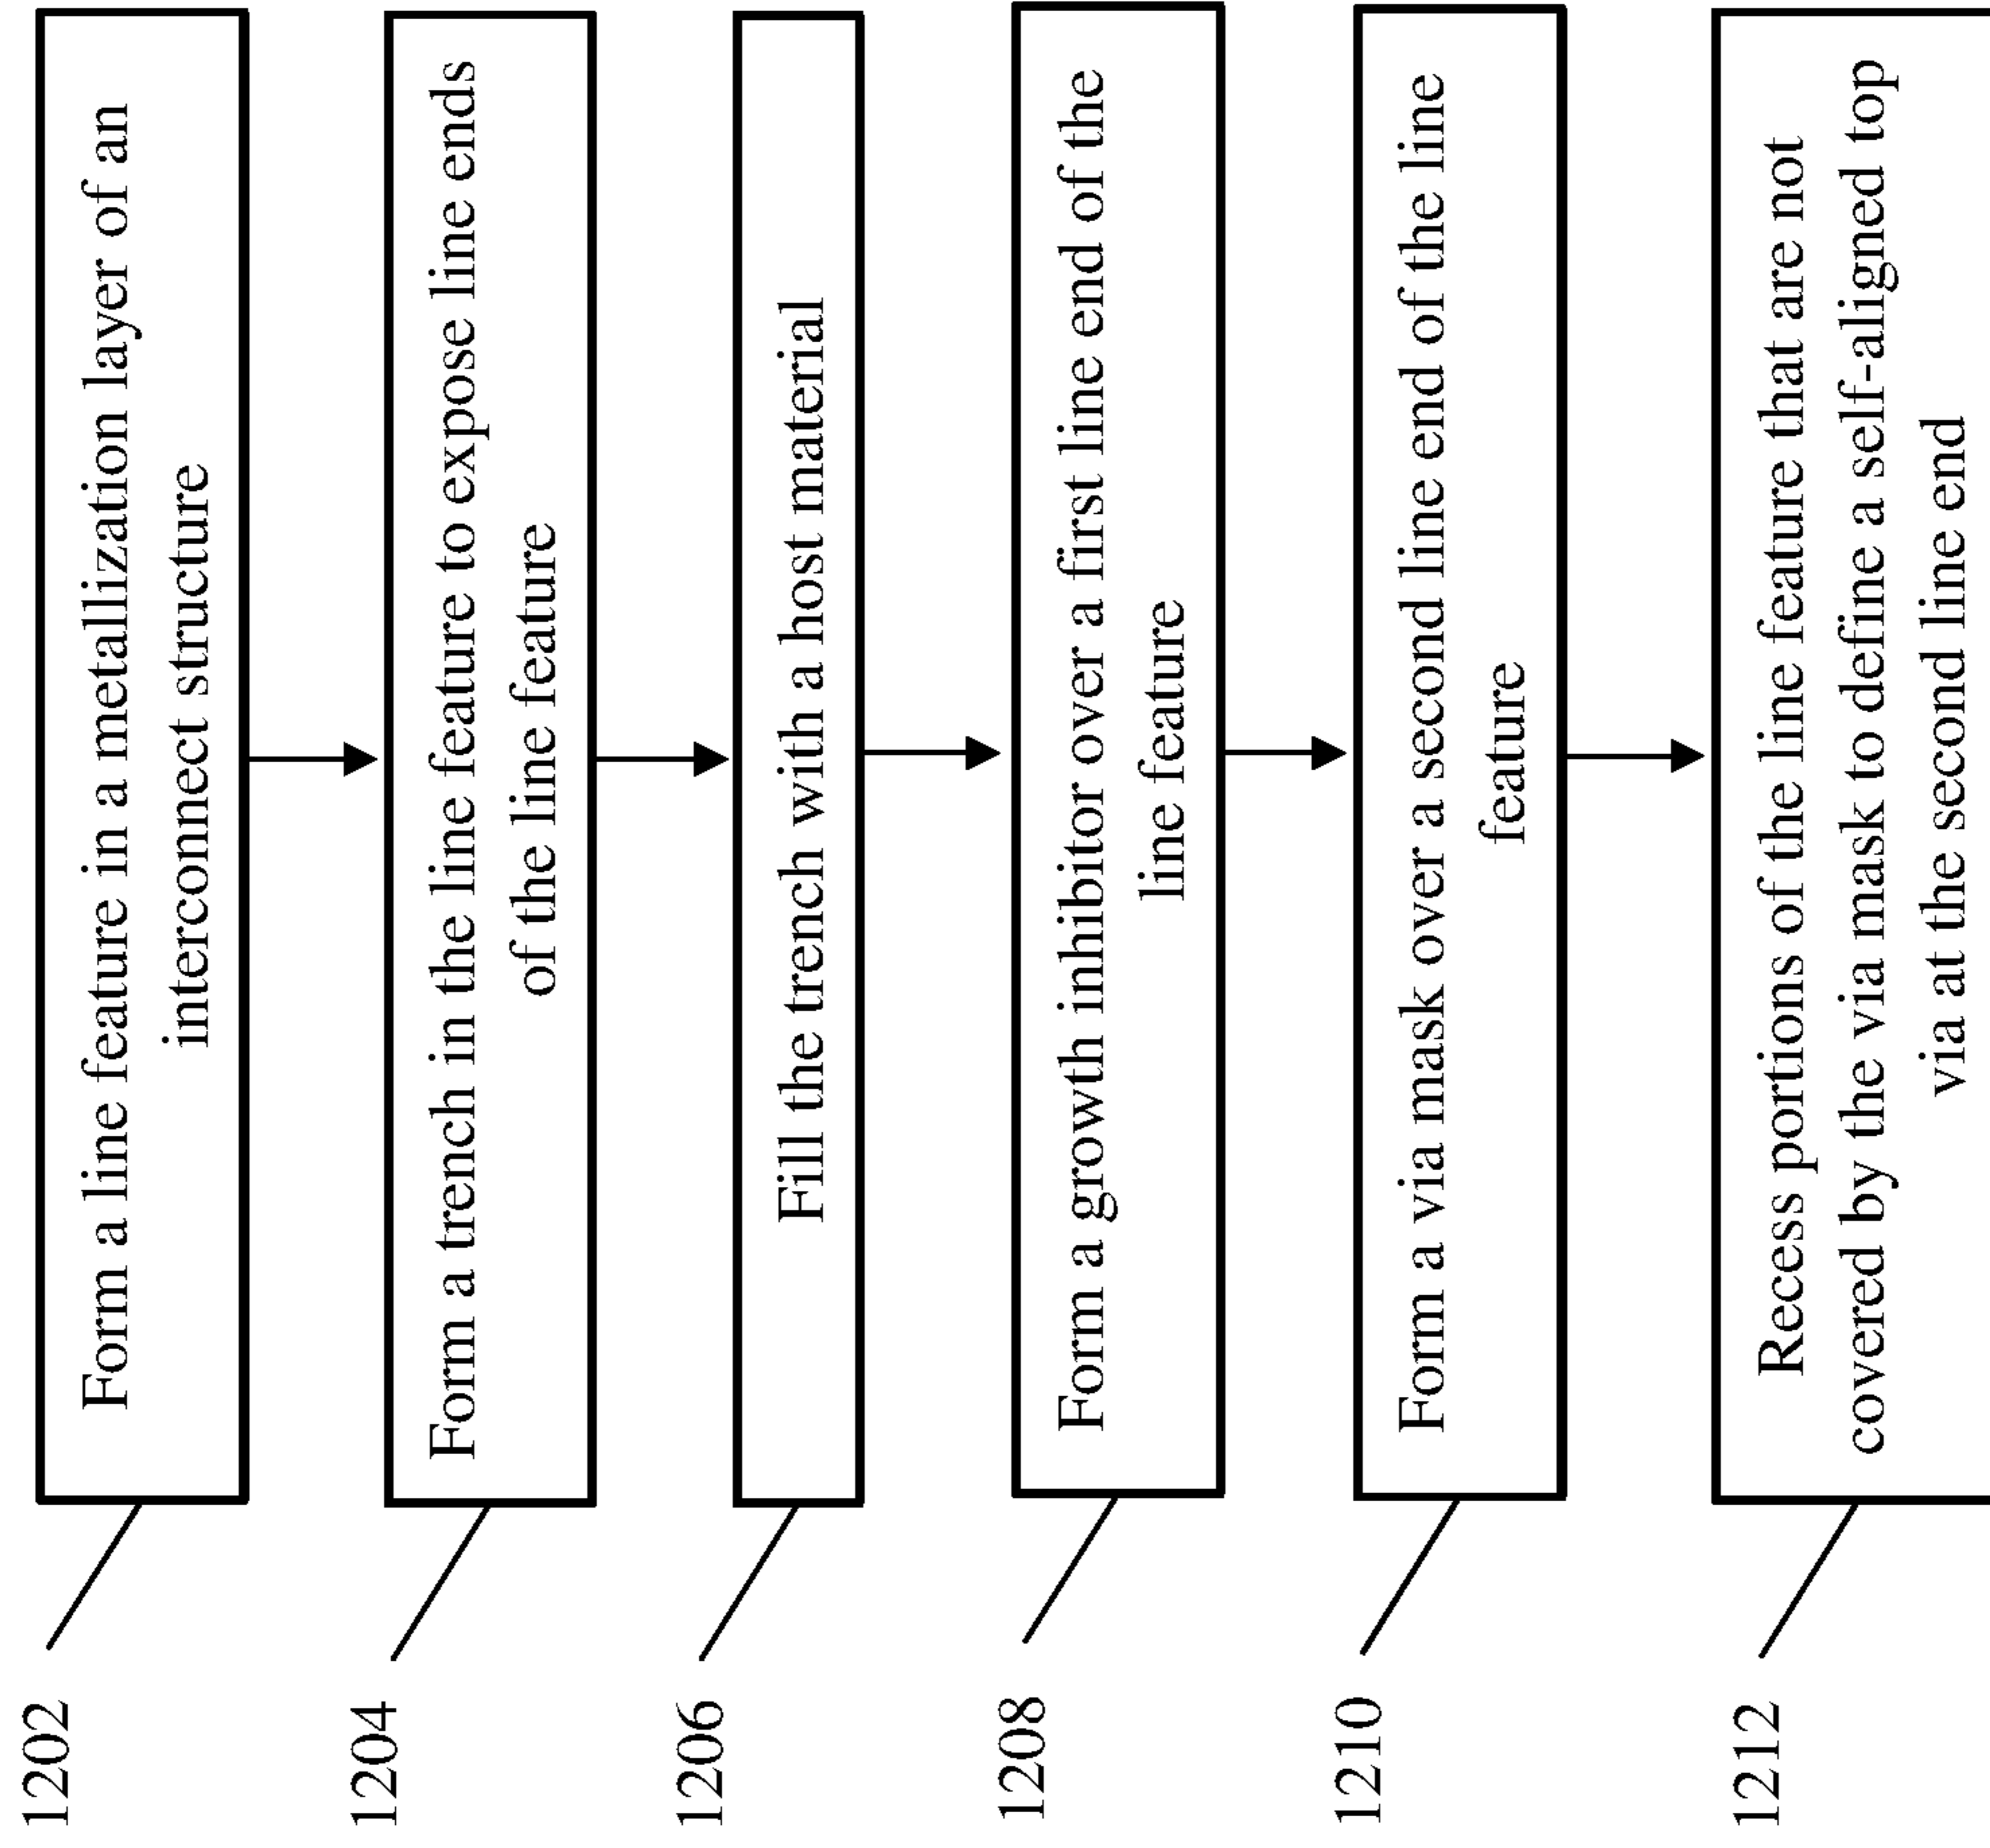 1202
Form a line feature in a metallization layer of an
interconnect structure
1204
Form a trench in the line feature to expose line ends
of the line feature
1206
Fill the trench with a host material
1208
Form a growth inhibitor over a first line end of the
line feature
1210
Form a via mask over a second line end of the line
feature
1212
Recess portions of the line feature that are not
covered by the via mask to define a self-aligned top
via at the second line end